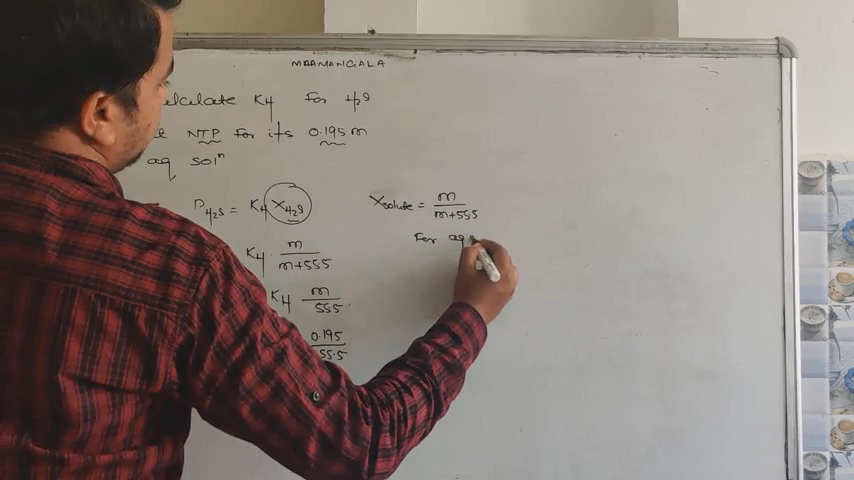 MAAMANGALA
alculate KH for H2S
NTP for its 0.195 m
aq soln
PH2S = KH XH2S
Xsolute = m/m+555
For aq
KH m/m+555
KH m/555
0.195/55.5